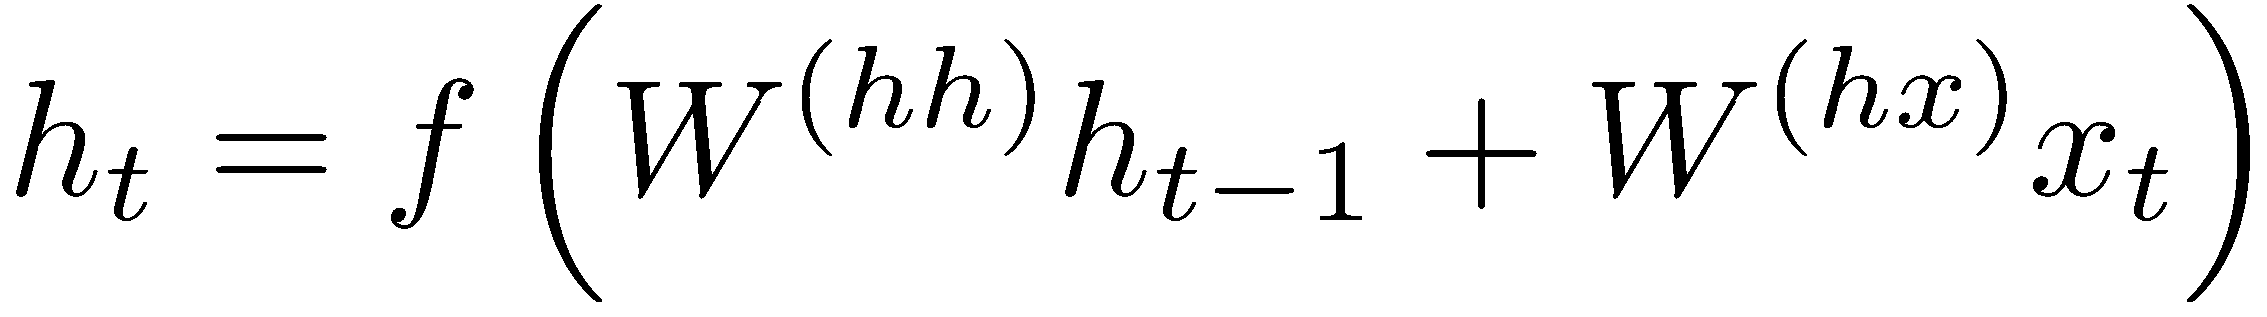 h_t = f\left(W^{(hh)}h_{t-1} + W^{(hx)}x_t\right)